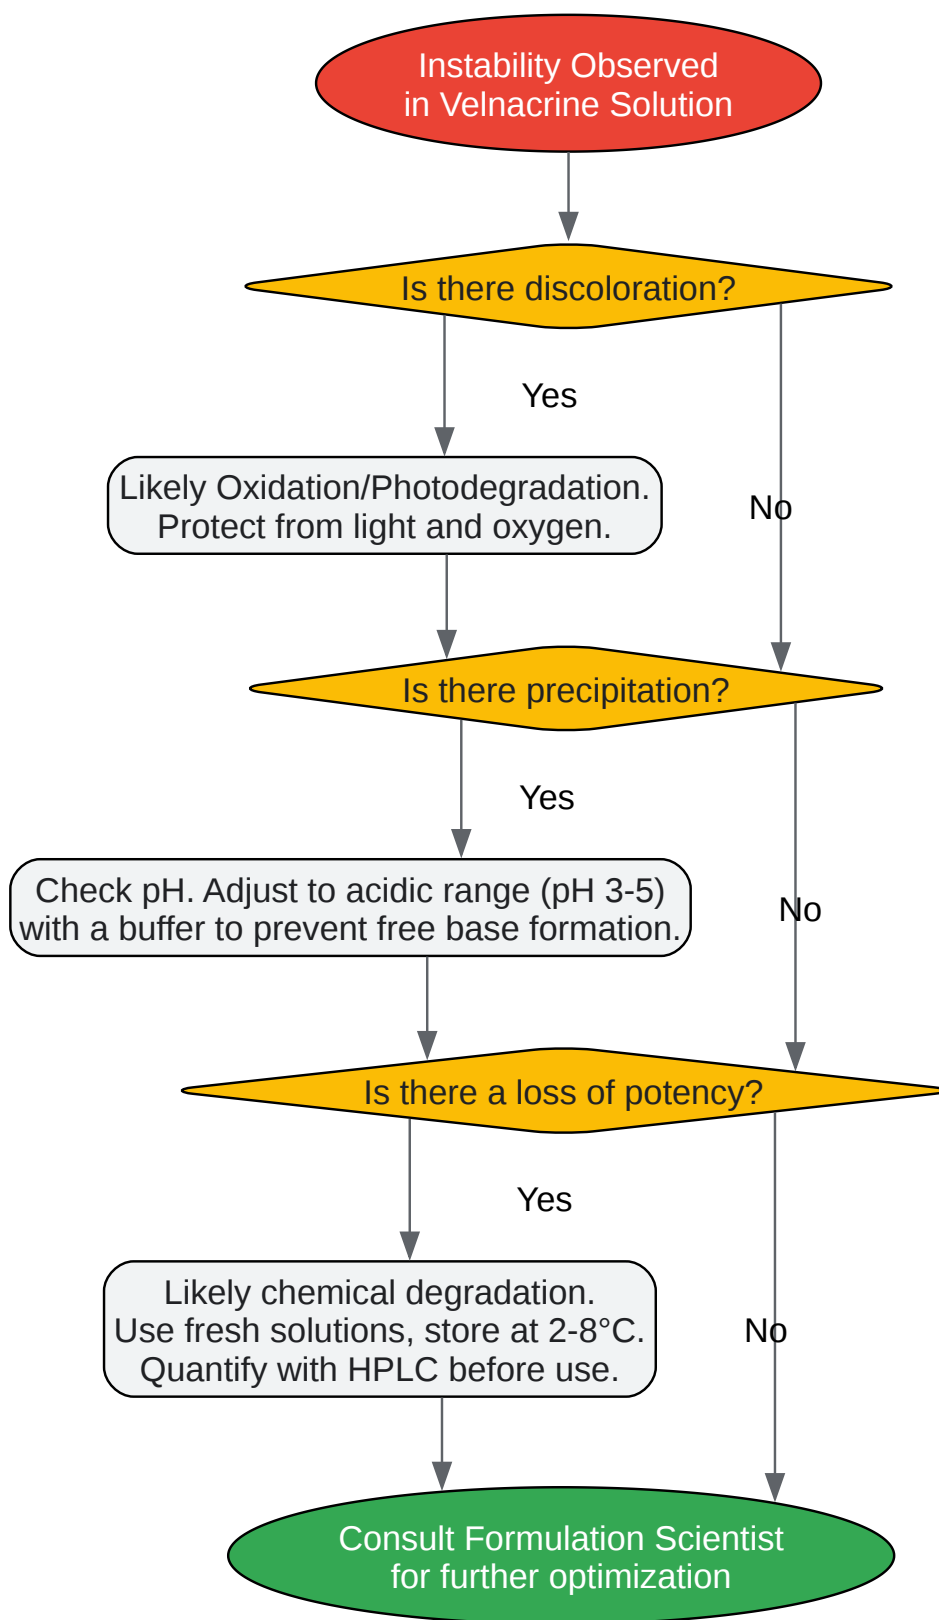 Instability Observed
in Velnacrine Solution
Is there discoloration?
Yes
Likely Oxidation/Photodegradation.
Protect from light and oxygen.
No
Is there precipitation?
Yes
Check pH. Adjust to acidic range (pH 3-5)
with a buffer to prevent free base formation.
No
Is there a loss of potency?
Yes
Likely chemical degradation.
Use fresh solutions, store at 2-8°C.
Quantify with HPLC before use.
No
Consult Formulation Scientist
for further optimization